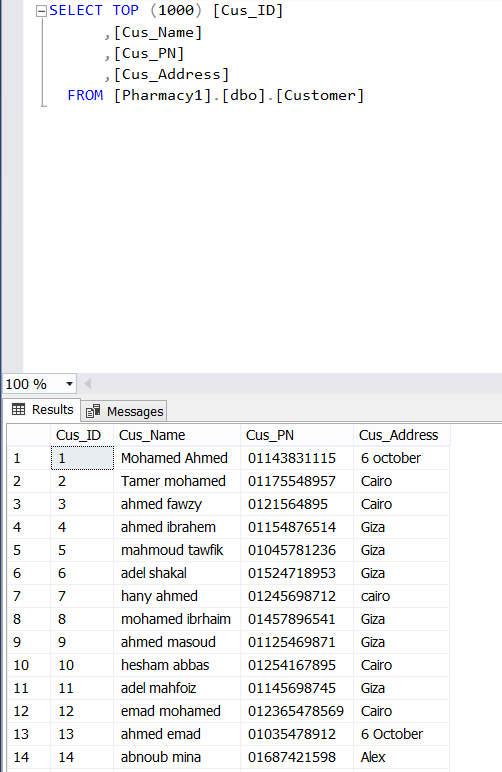 SELECT TOP (1000) [Cus_ID]
,[Cus_Name]
,[Cus_PN]
,[Cus_Address]
FROM [Pharmacy1].[dbo].[Customer]
100 %
Results Messages
Cus_ID Cus_Name Cus_PN Cus_Address
1 1 Mohamed Ahmed 01143831115 6 october
2 2 Tamer mohamed 01175548957 Cairo
3 3 ahmed fawzy 0121564895 Cairo
4 4 ahmed ibrahem 01154876514 Giza
5 5 mahmoud tawfik 01045781236 Giza
6 6 adel shakal 01524718953 Giza
7 7 hany ahmed 01245698712 cairo
8 8 mohamed ibrhaim 01457896541 Giza
9 9 ahmed masoud 01125469871 Giza
10 10 hesham abbas 01254167895 Cairo
11 11 adel mahfoiz 01145698745 Giza
12 12 emad mohamed 012365478569 Cairo
13 13 ahmed emad 01035478912 6 October
14 14 abnoub mina 01687421598 Alex